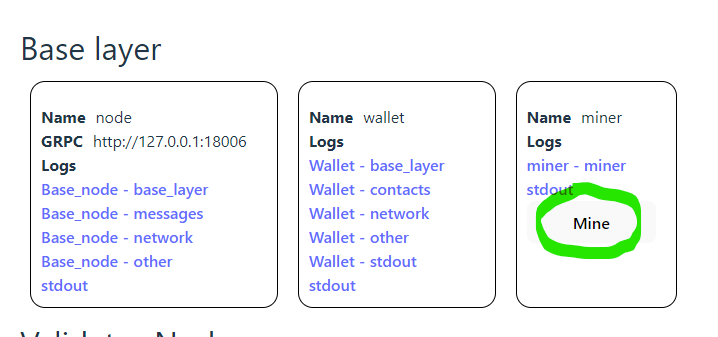 Base layer
Name node
GRPC http://127.0.0.1:18006
Logs
Base_node - base_layer
Base_node - messages
Base_node - network
Base_node - other
stdout
Name wallet
Logs
Wallet - base_layer
Wallet - contacts
Wallet - network
Wallet - other
Wallet - stdout
stdout
Name miner
Logs
miner - miner
stdout
Mine